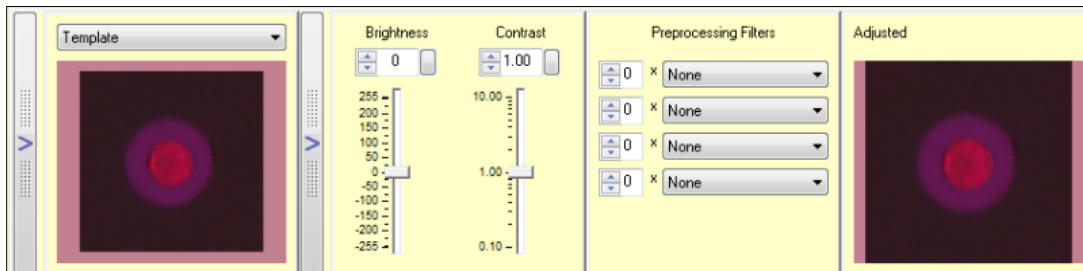 Template
>
>
Brightness
0
255
200
150
100
50
0
-50
-100
-150
-200
-255
Contrast
1.00
10.00
1.00
0.10
Preprocessing Filters
0 x None
0 x None
0 x None
0 x None
Adjusted